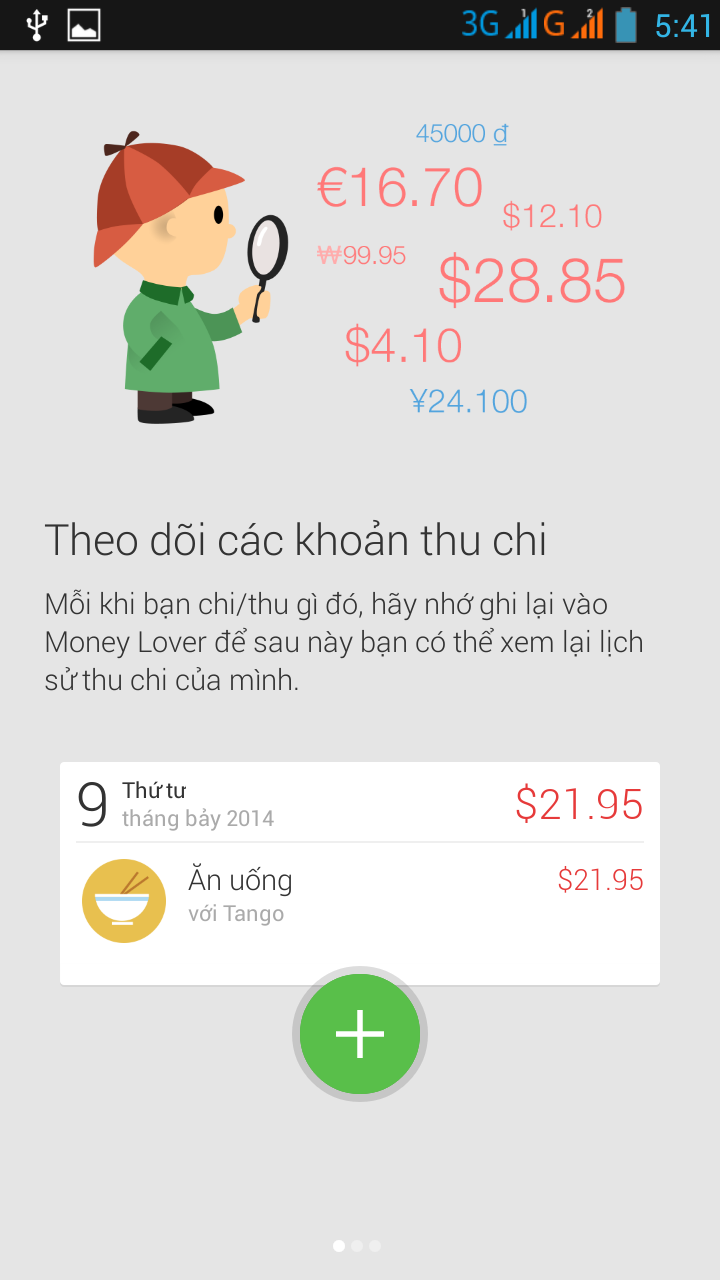 3G 1 G 2 5:41
45000 ₫
€16.70
$12.10
₩99.95
$28.85
$4.10
¥24.100
Theo dõi các khoản thu chi
Mỗi khi bạn chi/thu gì đó, hãy nhớ ghi lại vào
Money Lover để sau này bạn có thể xem lại lịch
sử thu chi của mình.
9 Thứ tư $21.95
tháng bảy 2014
Ăn uống $21.95
với Tango